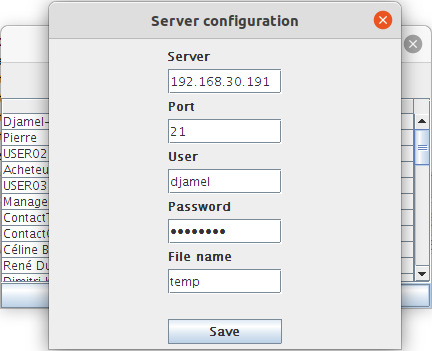 Server configuration
Server
192.168.30.191
Port
21
User
djamel
Password
••••••••
File name
temp
Save
Djamel-
Pierre
USER02
Acheteu
USER03
Manage
Contact
Contact
Céline B
René Du
Dimitri